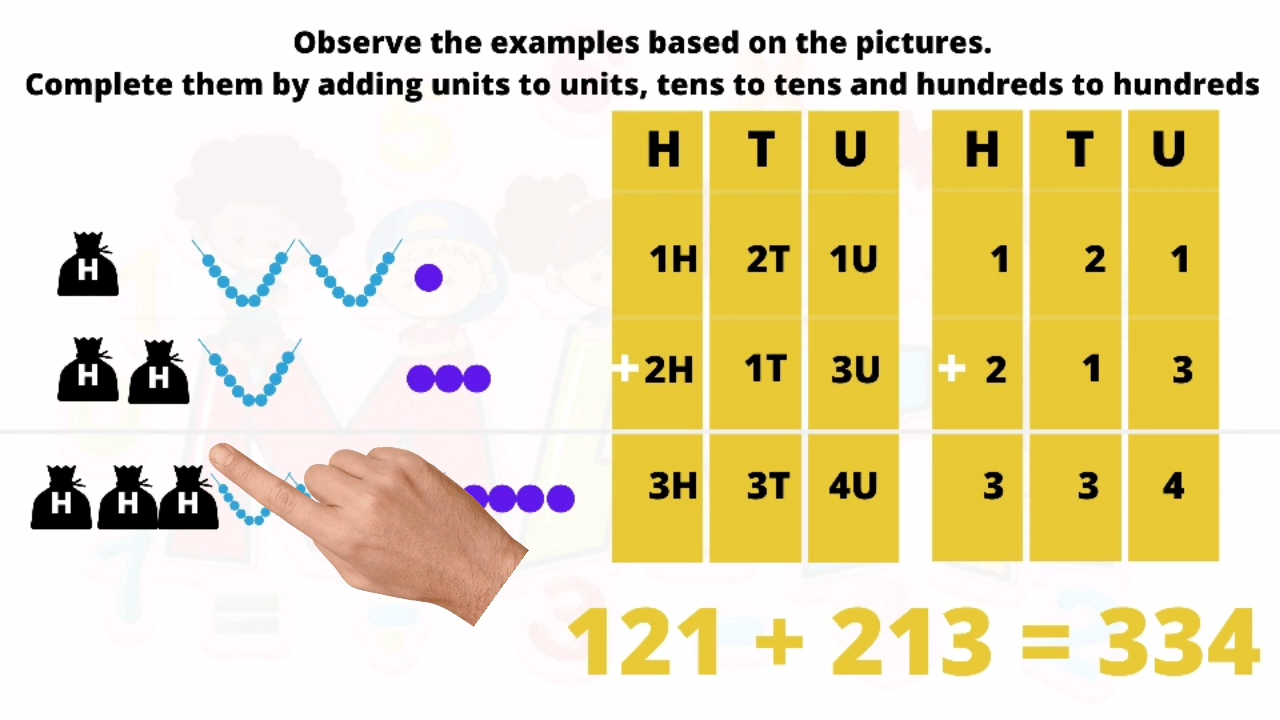 Observe the examples based on the pictures.
Complete them by adding units to units, tens to tens and hundreds to hundreds
H T U H T U
H 1H 2T 1U 1 2 1
H H +2H 1T 3U + 2 1 3
H H H 3H 3T 4U 3 3 4
121 + 213 = 334